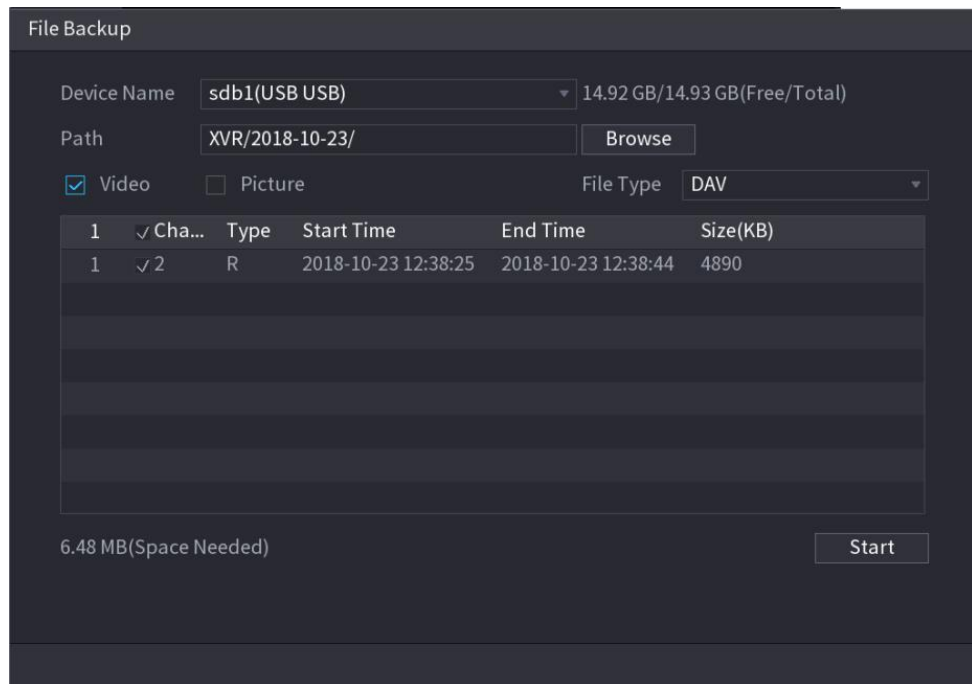 File Backup
Device Name sdb1(USB USB) 14.92 GB/14.93 GB(Free/Total)
Path XVR/2018-10-23/ Browse
Video Picture File Type DAV
1 Cha... Type Start Time End Time Size(KB)
1 2 R 2018-10-23 12:38:25 2018-10-23 12:38:44 4890
6.48 MB(Space Needed) Start